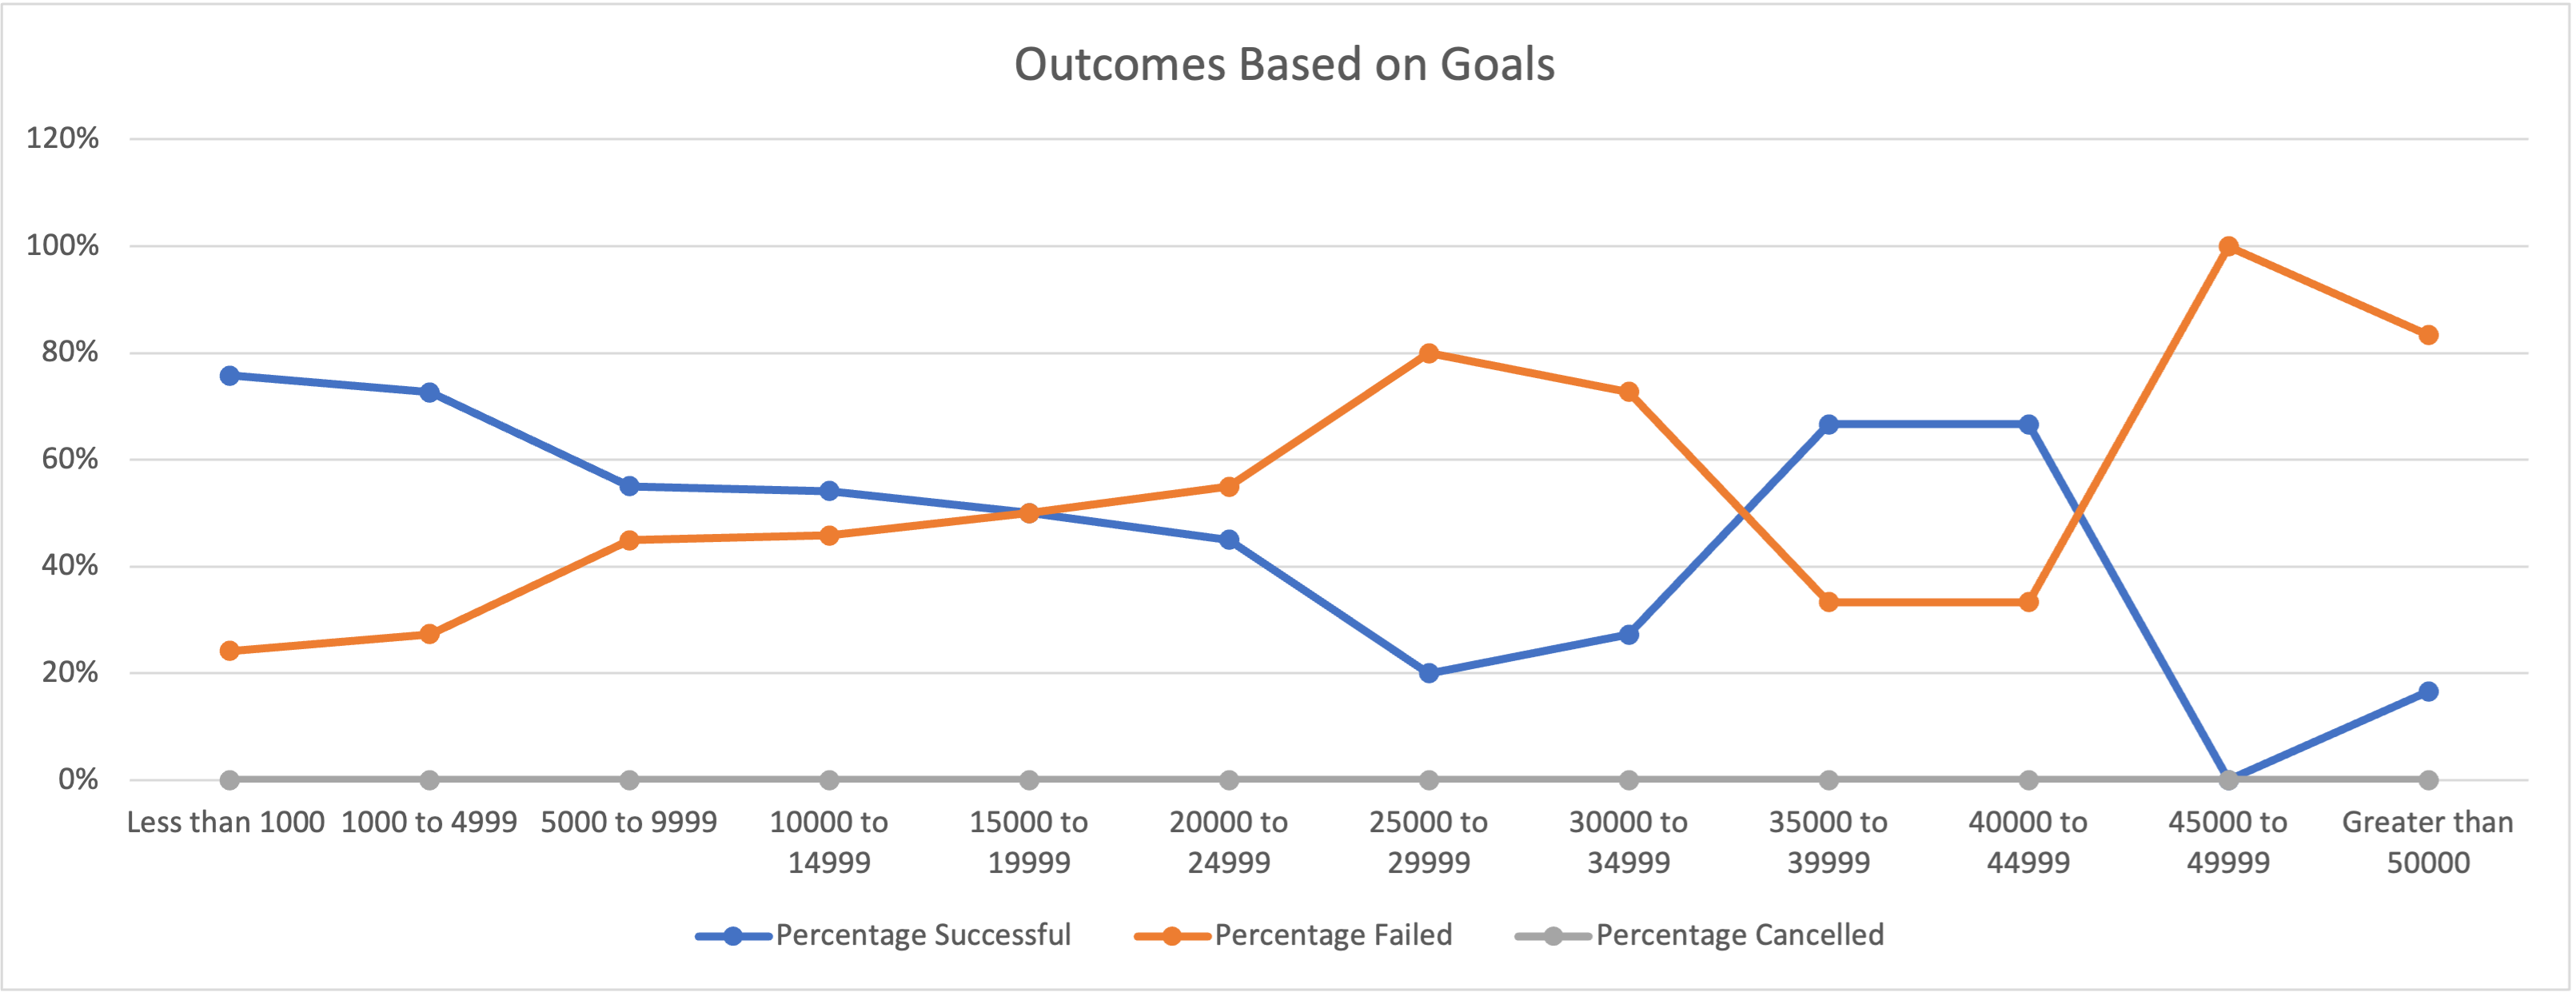 Outcomes Based on Goals
120%
100%
80%
60%
40%
20%
0%
Less than 1000
1000 to 4999
5000 to 9999
10000 to
14999
15000 to
19999
20000 to
24999
25000 to
29999
30000 to
34999
35000 to
39999
40000 to
44999
45000 to
49999
Greater than
50000
Percentage Successful
Percentage Failed
Percentage Cancelled